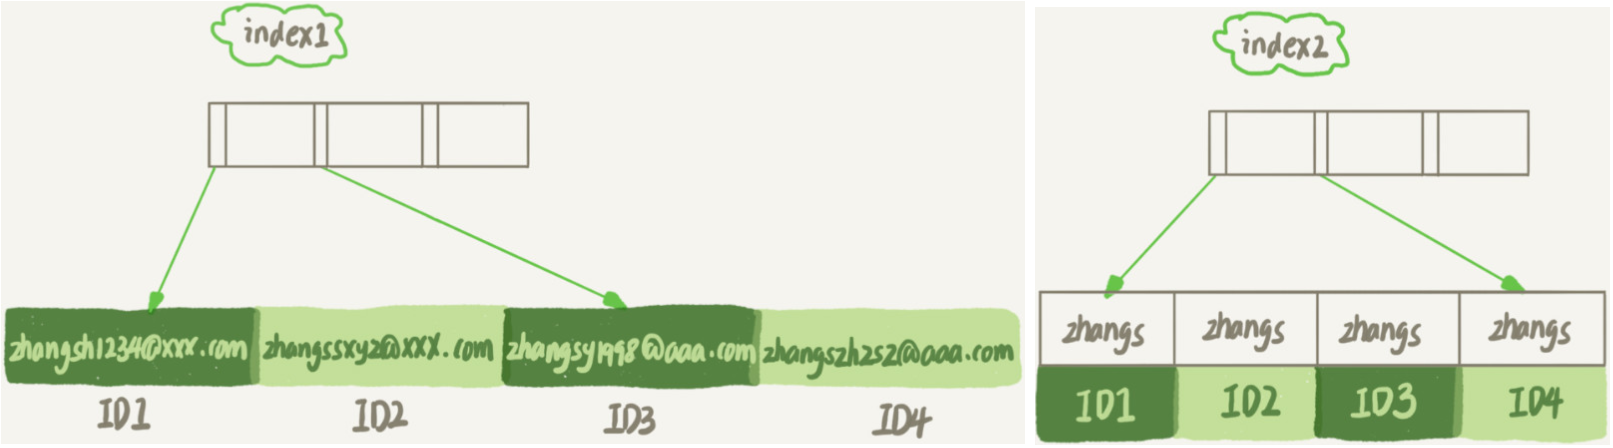 index1
zhangsh1234@xxx.com zhangssxyz@xxx.com zhangsy1998@aaa.com zhangszh2s2@aaa.com
ID1 ID2 ID3 ID4
index2
zhangs zhangs zhangs zhangs
ID1 ID2 ID3 ID4